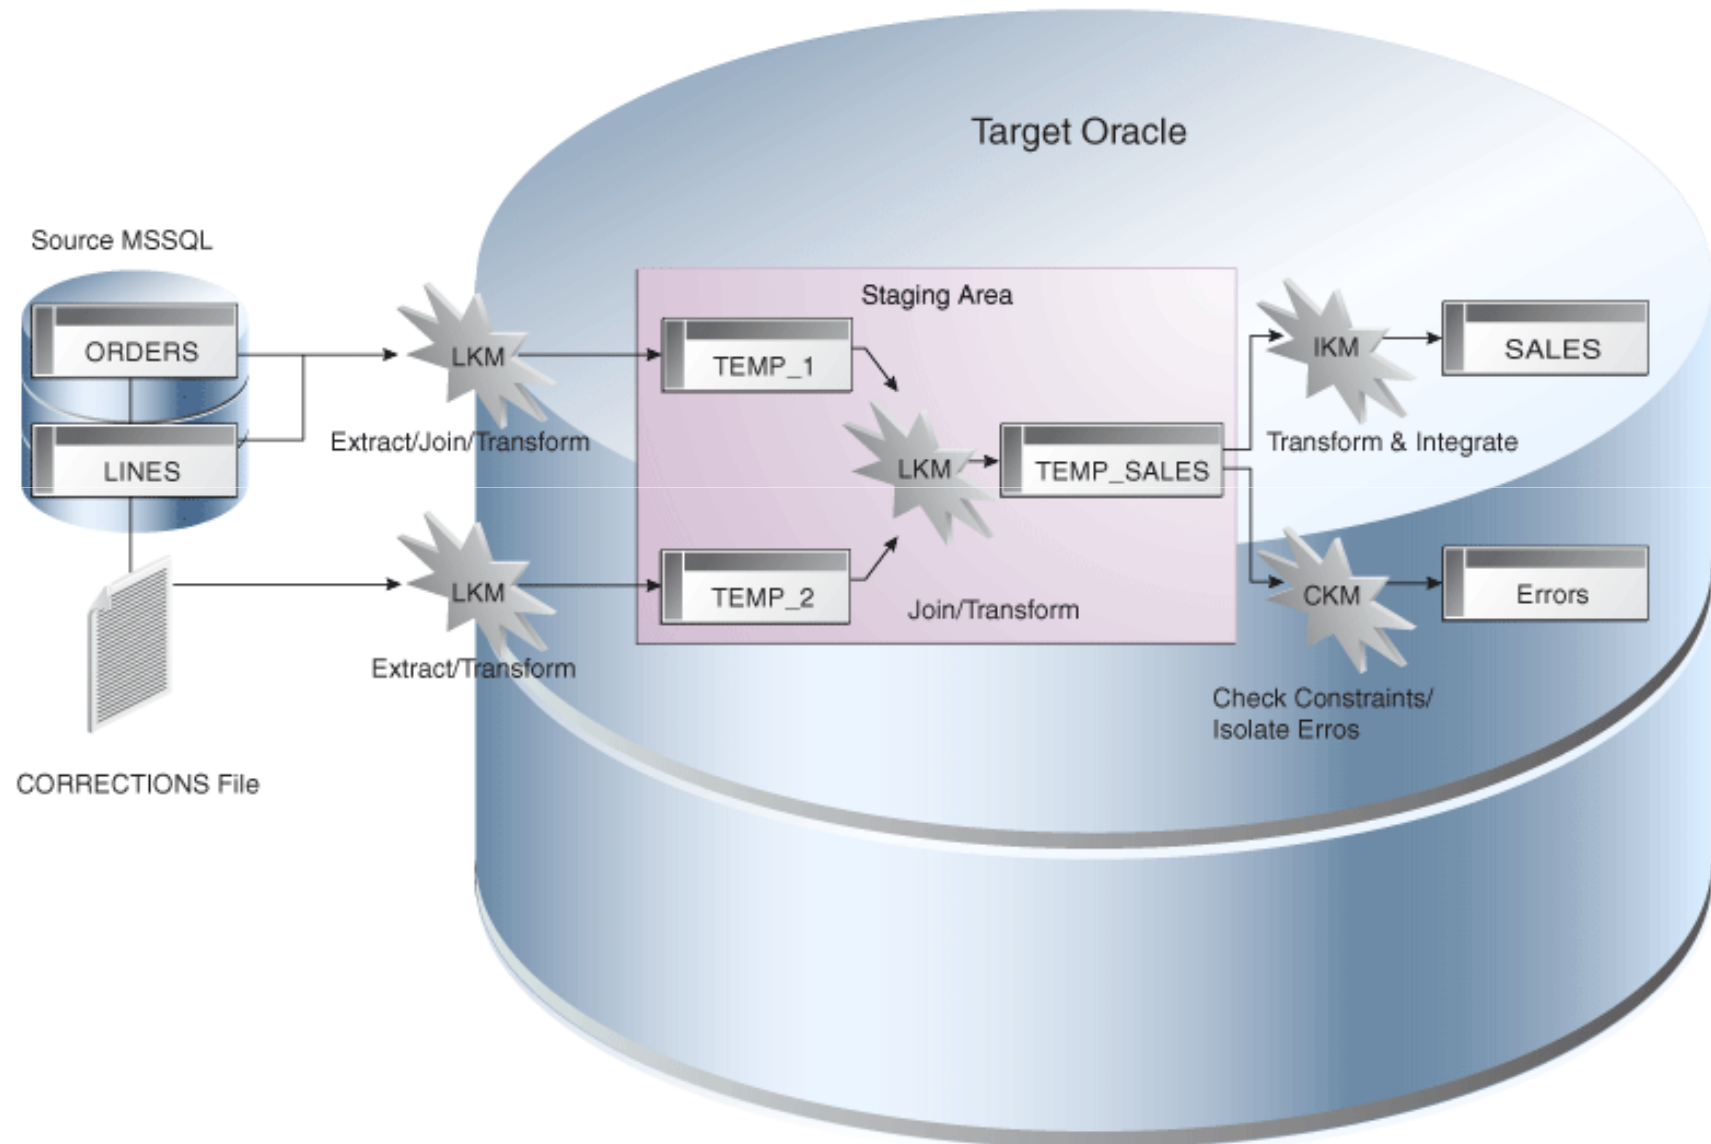 Target Oracle
Source MSSQL
ORDERS
LINES
CORRECTIONS File
LKM
Extract/Join/Transform
LKM
Extract/Transform
Staging Area
TEMP_1
TEMP_2
LKM
Join/Transform
TEMP_SALES
IKM
Transform & Integrate
SALES
CKM
Check Constraints/
Isolate Erros
Errors